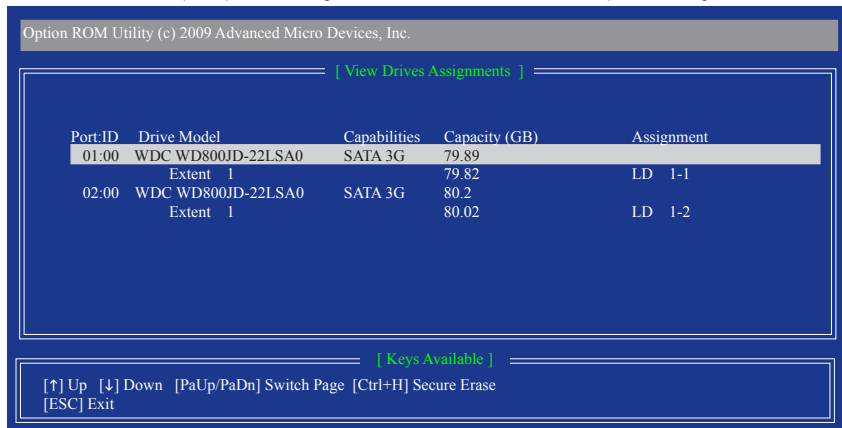 Option ROM Utility (c) 2009 Advanced Micro Devices, Inc.
[ View Drives Assignments ]
Port:ID Drive Model Capabilities Capacity (GB) Assignment
01:00 WDC WD800JD-22LSA0 SATA 3G 79.89
Extent 1 79.82 LD 1-1
02:00 WDC WD800JD-22LSA0 SATA 3G 80.2
Extent 1 80.02 LD 1-2
[ Keys Available ]
[↑] Up [↓] Down [PaUp/PaDn] Switch Page [Ctrl+H] Secure Erase
[ESC] Exit